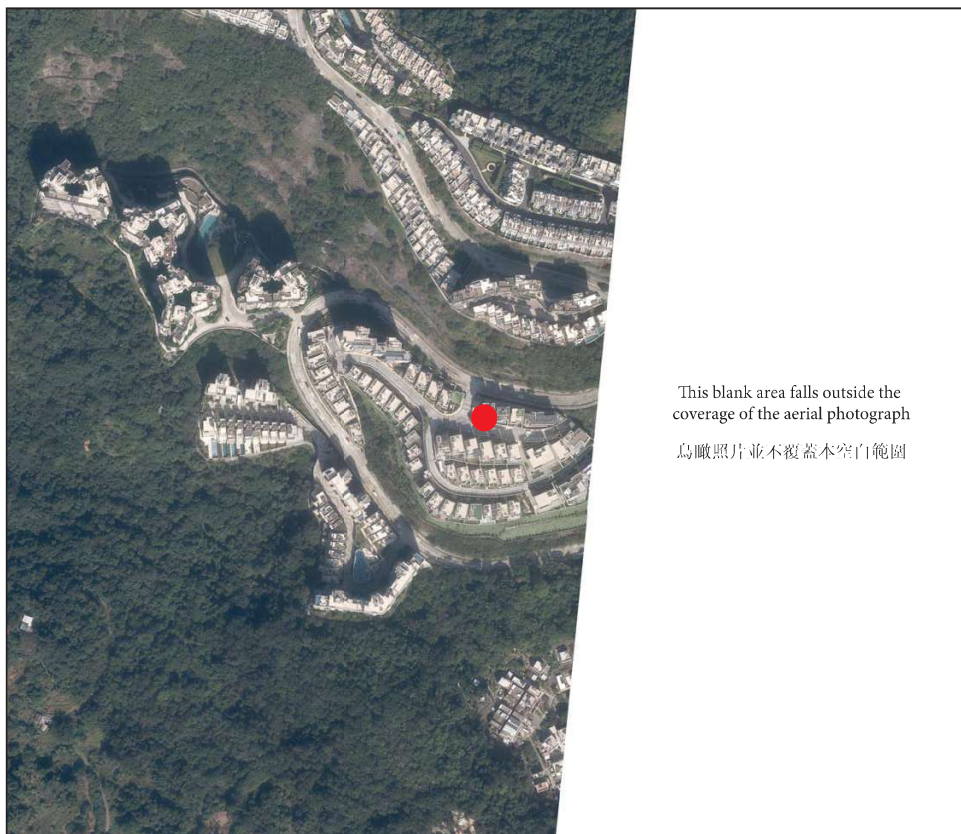 This blank area falls outside the
coverage of the aerial photograph
鳥瞰照片並不覆蓋本空白範圍